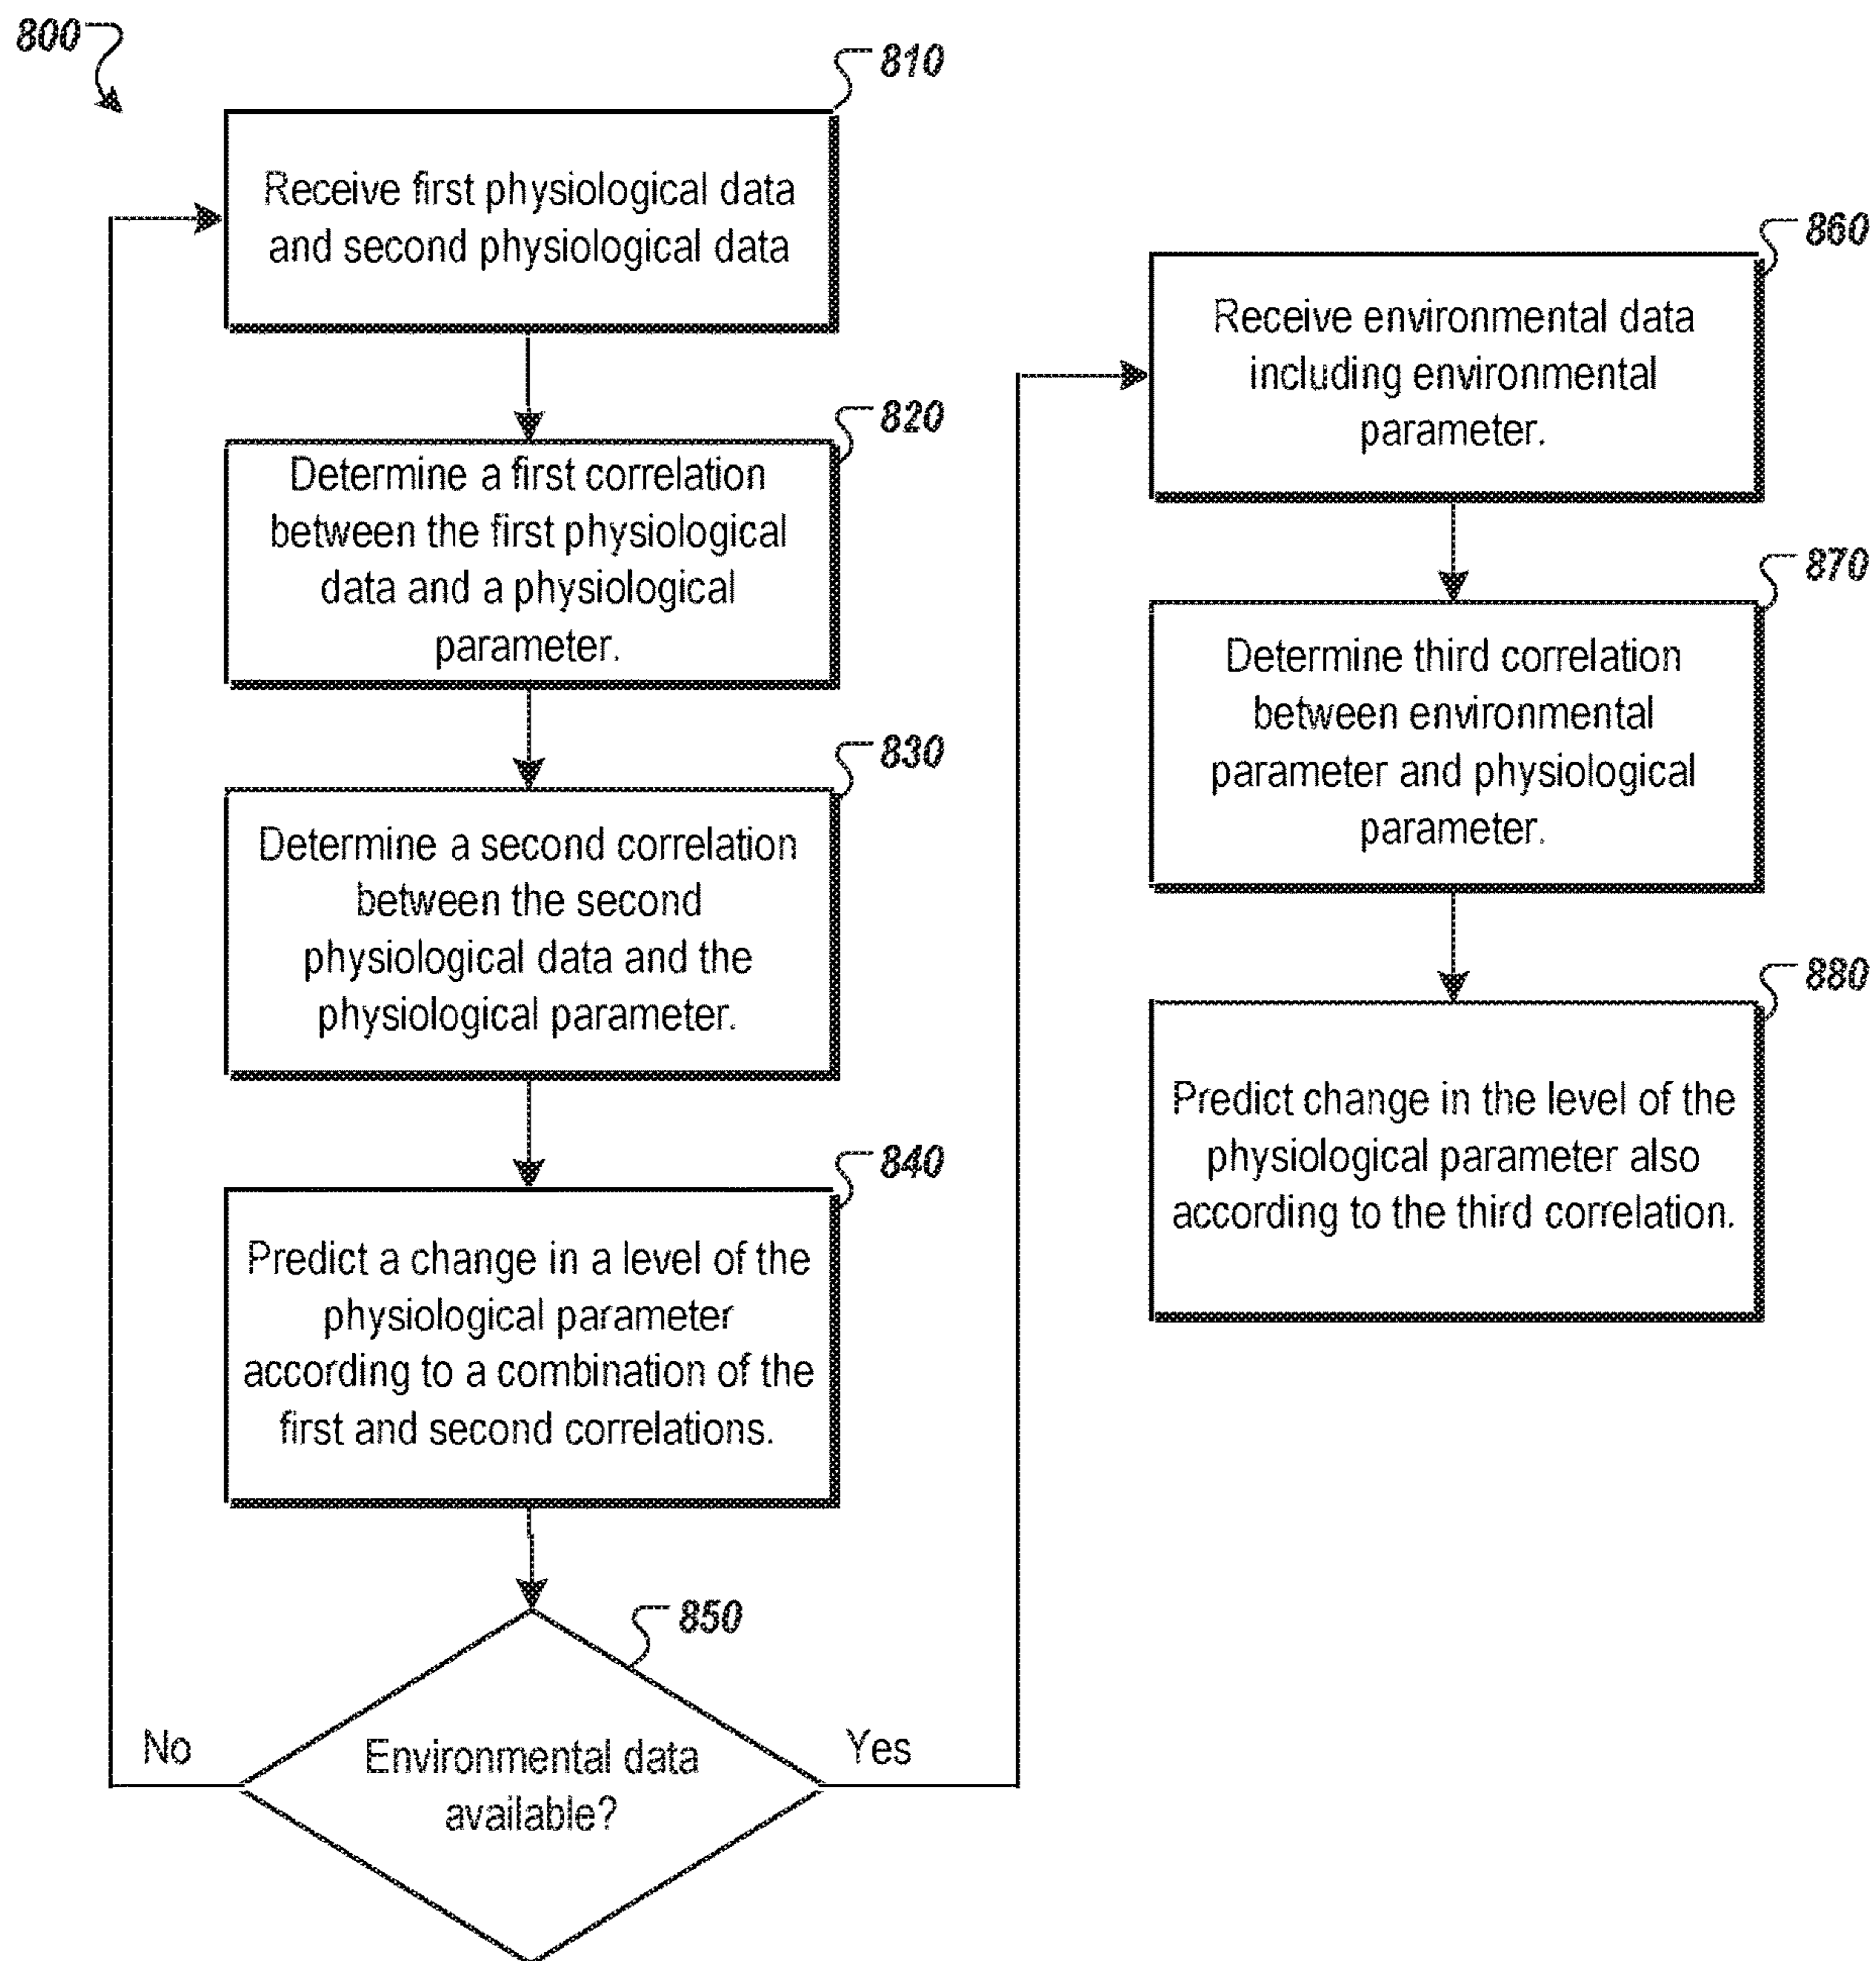 800
810
Receive first physiological data
and second physiological data
820
Determine a first correlation
between the first physiological
data and a physiological
parameter.
830
Determine a second correlation
between the second
physiological data and the
physiological parameter.
840
Predict a change in a level of the
physiological parameter
according to a combination of the
first and second correlations.
850
Environmental data
available?
No
Yes
860
Receive environmental data
including environmental
parameter.
870
Determine third correlation
between environmental
parameter and physiological
parameter.
880
Predict change in the level of the
physiological parameter also
according to the third correlation.